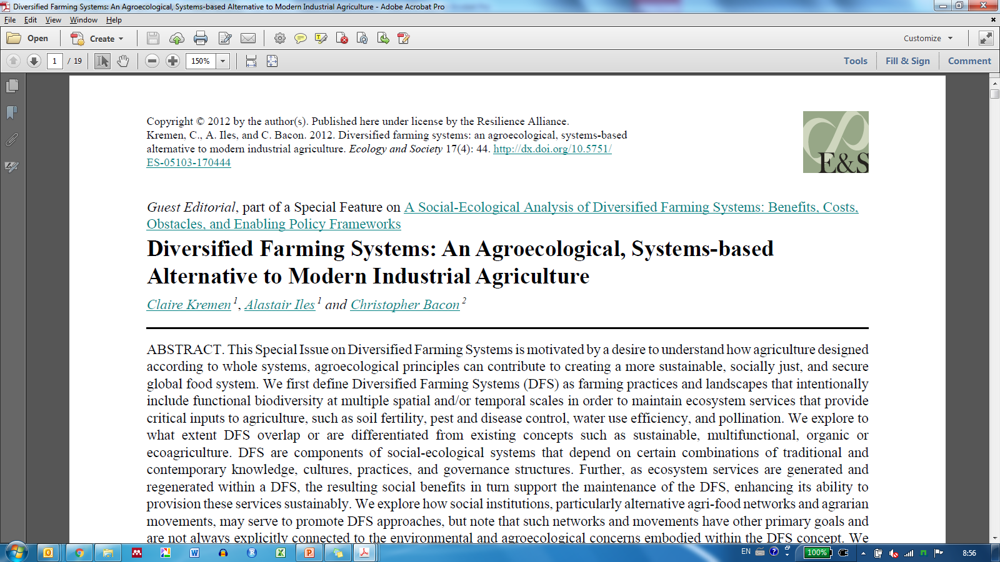 Diversified Farming Systems: An Agroecological, Systems-based Alternative to Modern Industrial Agriculture - Adobe Acrobat Pro
File Edit View Window Help
Open Create Customize
1 / 19 150% Tools Fill & Sign Comment
Copyright © 2012 by the author(s). Published here under license by the Resilience Alliance.
Kremen, C., A. Iles, and C. Bacon. 2012. Diversified farming systems: an agroecological, systems-based
alternative to modern industrial agriculture. Ecology and Society 17(4): 44. http://dx.doi.org/10.5751/
ES-05103-170444
E&S
Guest Editorial, part of a Special Feature on A Social-Ecological Analysis of Diversified Farming Systems: Benefits, Costs,
Obstacles, and Enabling Policy Frameworks
Diversified Farming Systems: An Agroecological, Systems-based
Alternative to Modern Industrial Agriculture
Claire Kremen 1, Alastair Iles 1 and Christopher Bacon 2
ABSTRACT. This Special Issue on Diversified Farming Systems is motivated by a desire to understand how agriculture designed
according to whole systems, agroecological principles can contribute to creating a more sustainable, socially just, and secure
global food system. We first define Diversified Farming Systems (DFS) as farming practices and landscapes that intentionally
include functional biodiversity at multiple spatial and/or temporal scales in order to maintain ecosystem services that provide
critical inputs to agriculture, such as soil fertility, pest and disease control, water use efficiency, and pollination. We explore to
what extent DFS overlap or are differentiated from existing concepts such as sustainable, multifunctional, organic or
ecoagriculture. DFS are components of social-ecological systems that depend on certain combinations of traditional and
contemporary knowledge, cultures, practices, and governance structures. Further, as ecosystem services are generated and
regenerated within a DFS, the resulting social benefits in turn support the maintenance of the DFS, enhancing its ability to
provision these services sustainably. We explore how social institutions, particularly alternative agri-food networks and agrarian
movements, may serve to promote DFS approaches, but note that such networks and movements have other primary goals and
are not always explicitly connected to the environmental and agroecological concerns embodied within the DFS concept. We
EN 100% 8:56